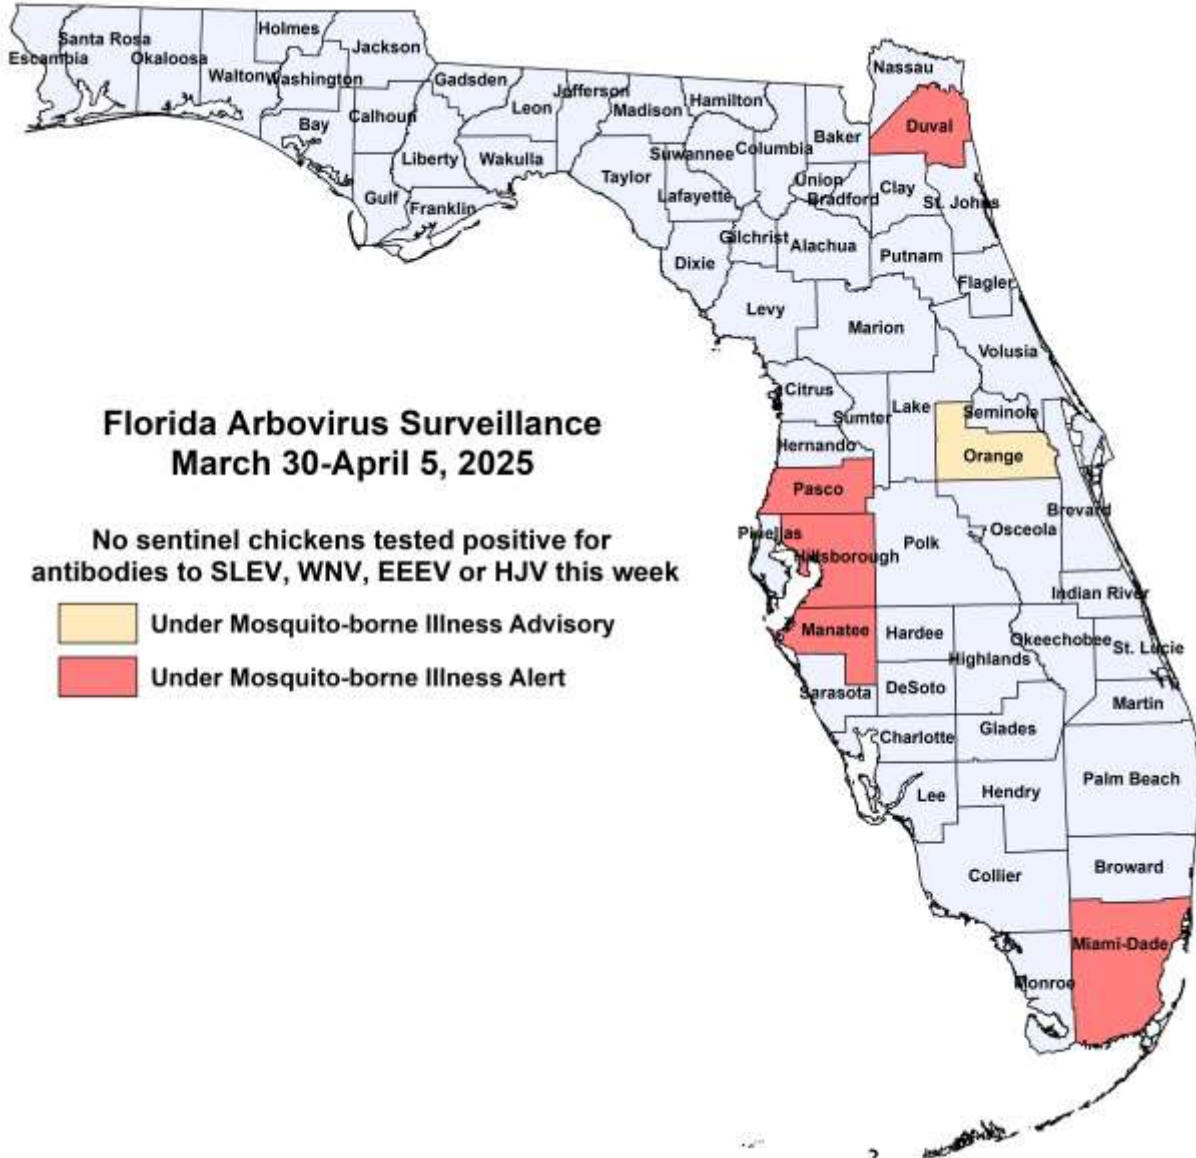 Holmes
Santa Rosa
Jackson
Nassau
Escambia
Okaloosa
Walton
Washington
Gadsden
Jefferson
Leon
Madison
Hamilton
Calhoun
Bay
Duval
Baker
Suwannee
Columbia
Liberty
Wakulla
Taylor
Union
Clay
Lafayette
Bradford
St. Johns
Gulf
Franklin
Gilchrist
Alachua
Putnam
Dixie
Flagler
Levy
Marion
Volusia
Citrus
Sumter
Lake
Seminole
Florida Arbovirus Surveillance
March 30-April 5, 2025
Hernando
Orange
Pasco
Brevard
Pinellas
Osceola
Polk
Hillsborough
No sentinel chickens tested positive for
antibodies to SLEV, WNV, EEEV or HJV this week
Indian River
Under Mosquito-borne Illness Advisory
Manatee
Hardee
Okeechobee
St. Lucie
Highlands
Under Mosquito-borne Illness Alert
Sarasota
DeSoto
Martin
Charlotte
Glades
Palm Beach
Lee
Hendry
Collier
Broward
Miami-Dade
Monroe